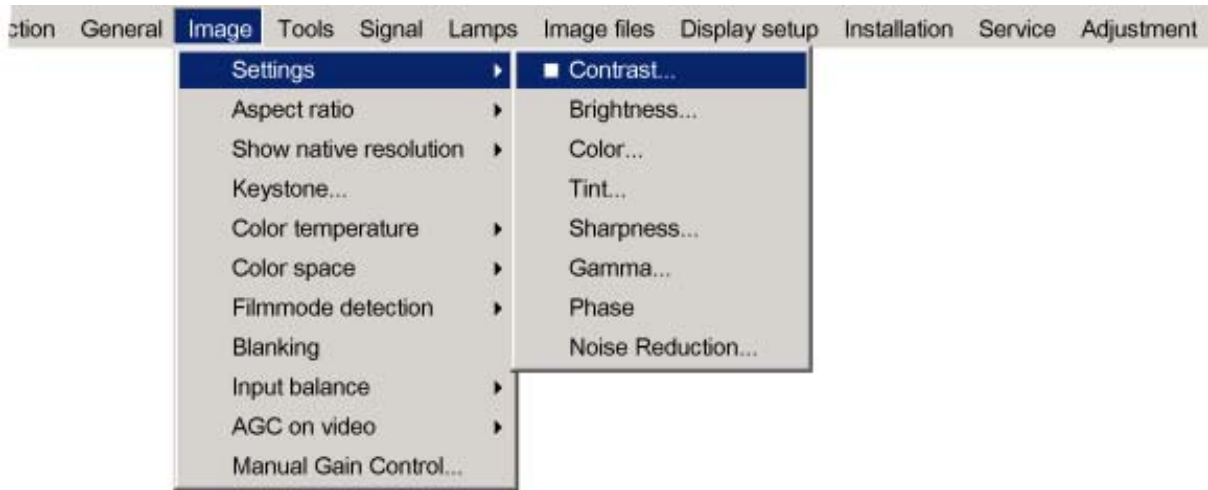 ction General Image Tools Signal Lamps Image files Display setup Installation Service Adjustment
Settings
Aspect ratio
Show native resolution
Keystone...
Color temperature
Color space
Filmmode detection
Blanking
Input balance
AGC on video
Manual Gain Control...
Contrast...
Brightness...
Color...
Tint...
Sharpness...
Gamma...
Phase
Noise Reduction...